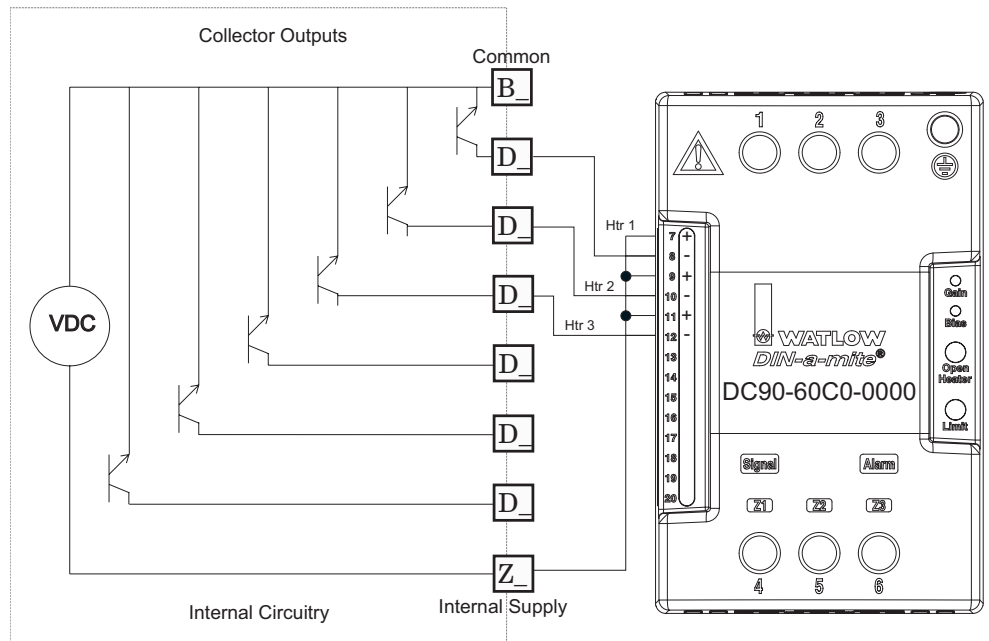 Collector Outputs
Common
B_
D_
D_
D_
D_
D_
D_
Z_
Internal Supply
Internal Circuitry
VDC
Htr 1
Htr 2
Htr 3
1 2 3
7 +
8 -
9 +
10 -
11 +
12 -
13
14
15
16
17
18
19
20
Gain
Bias
Open
Heater
Limit
W WATLOW
DIN-a-mite®
DC90-60C0-0000
Signal Alarm
Z1 Z2 Z3
4 5 6